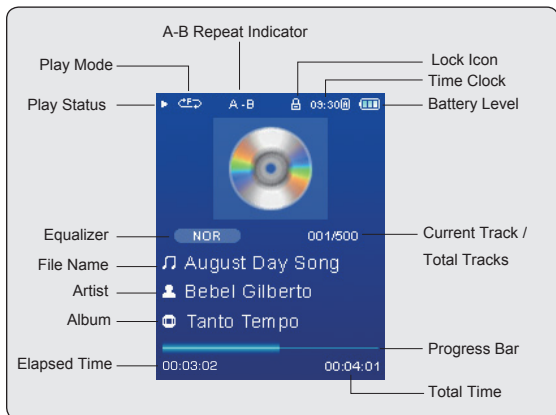 A-B Repeat Indicator
Play Mode
Lock Icon
Time Clock
Play Status
A-B
09:30
Battery Level
Equalizer
NOR
001/500
Current Track /
Total Tracks
File Name
August Day Song
Artist
Bebel Gilberto
Album
Tanto Tempo
Progress Bar
Elapsed Time
00:03:02
00:04:01
Total Time